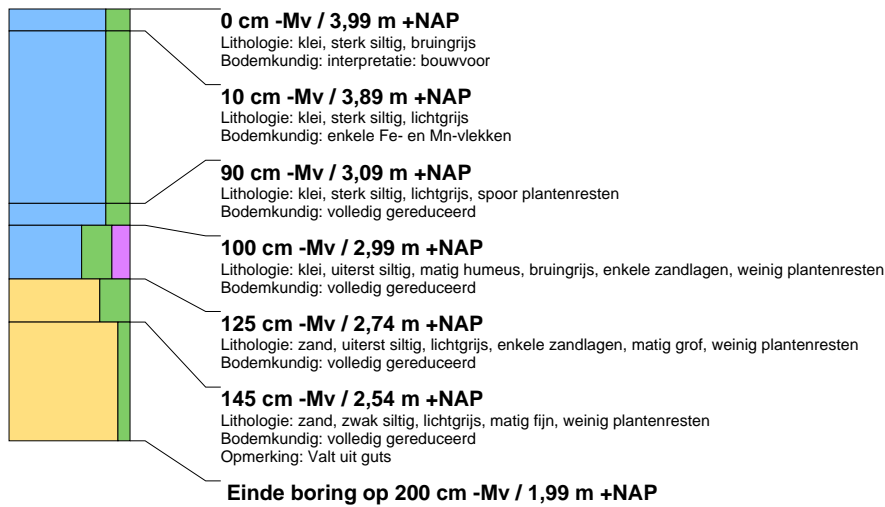 0 cm -Mv / 3,99 m +NAP
Lithologie: klei, sterk siltig, bruingrijs
Bodemkundig: interpretatie: bouwvoor
10 cm -Mv / 3,89 m +NAP
Lithologie: klei, sterk siltig, lichtgrijs
Bodemkundig: enkele Fe- en Mn-vlekken
90 cm -Mv / 3,09 m +NAP
Lithologie: klei, sterk siltig, lichtgrijs, spoor plantenresten
Bodemkundig: volledig gereduceerd
100 cm -Mv / 2,99 m +NAP
Lithologie: klei, uiterst siltig, matig humeus, bruingrijs, enkele zandlagen, weinig plantenresten
Bodemkundig: volledig gereduceerd
125 cm -Mv / 2,74 m +NAP
Lithologie: zand, uiterst siltig, lichtgrijs, enkele zandlagen, matig grof, weinig plantenresten
Bodemkundig: volledig gereduceerd
145 cm -Mv / 2,54 m +NAP
Lithologie: zand, zwak siltig, lichtgrijs, matig fijn, weinig plantenresten
Bodemkundig: volledig gereduceerd
Opmerking: Valt uit guts
Einde boring op 200 cm -Mv / 1,99 m +NAP